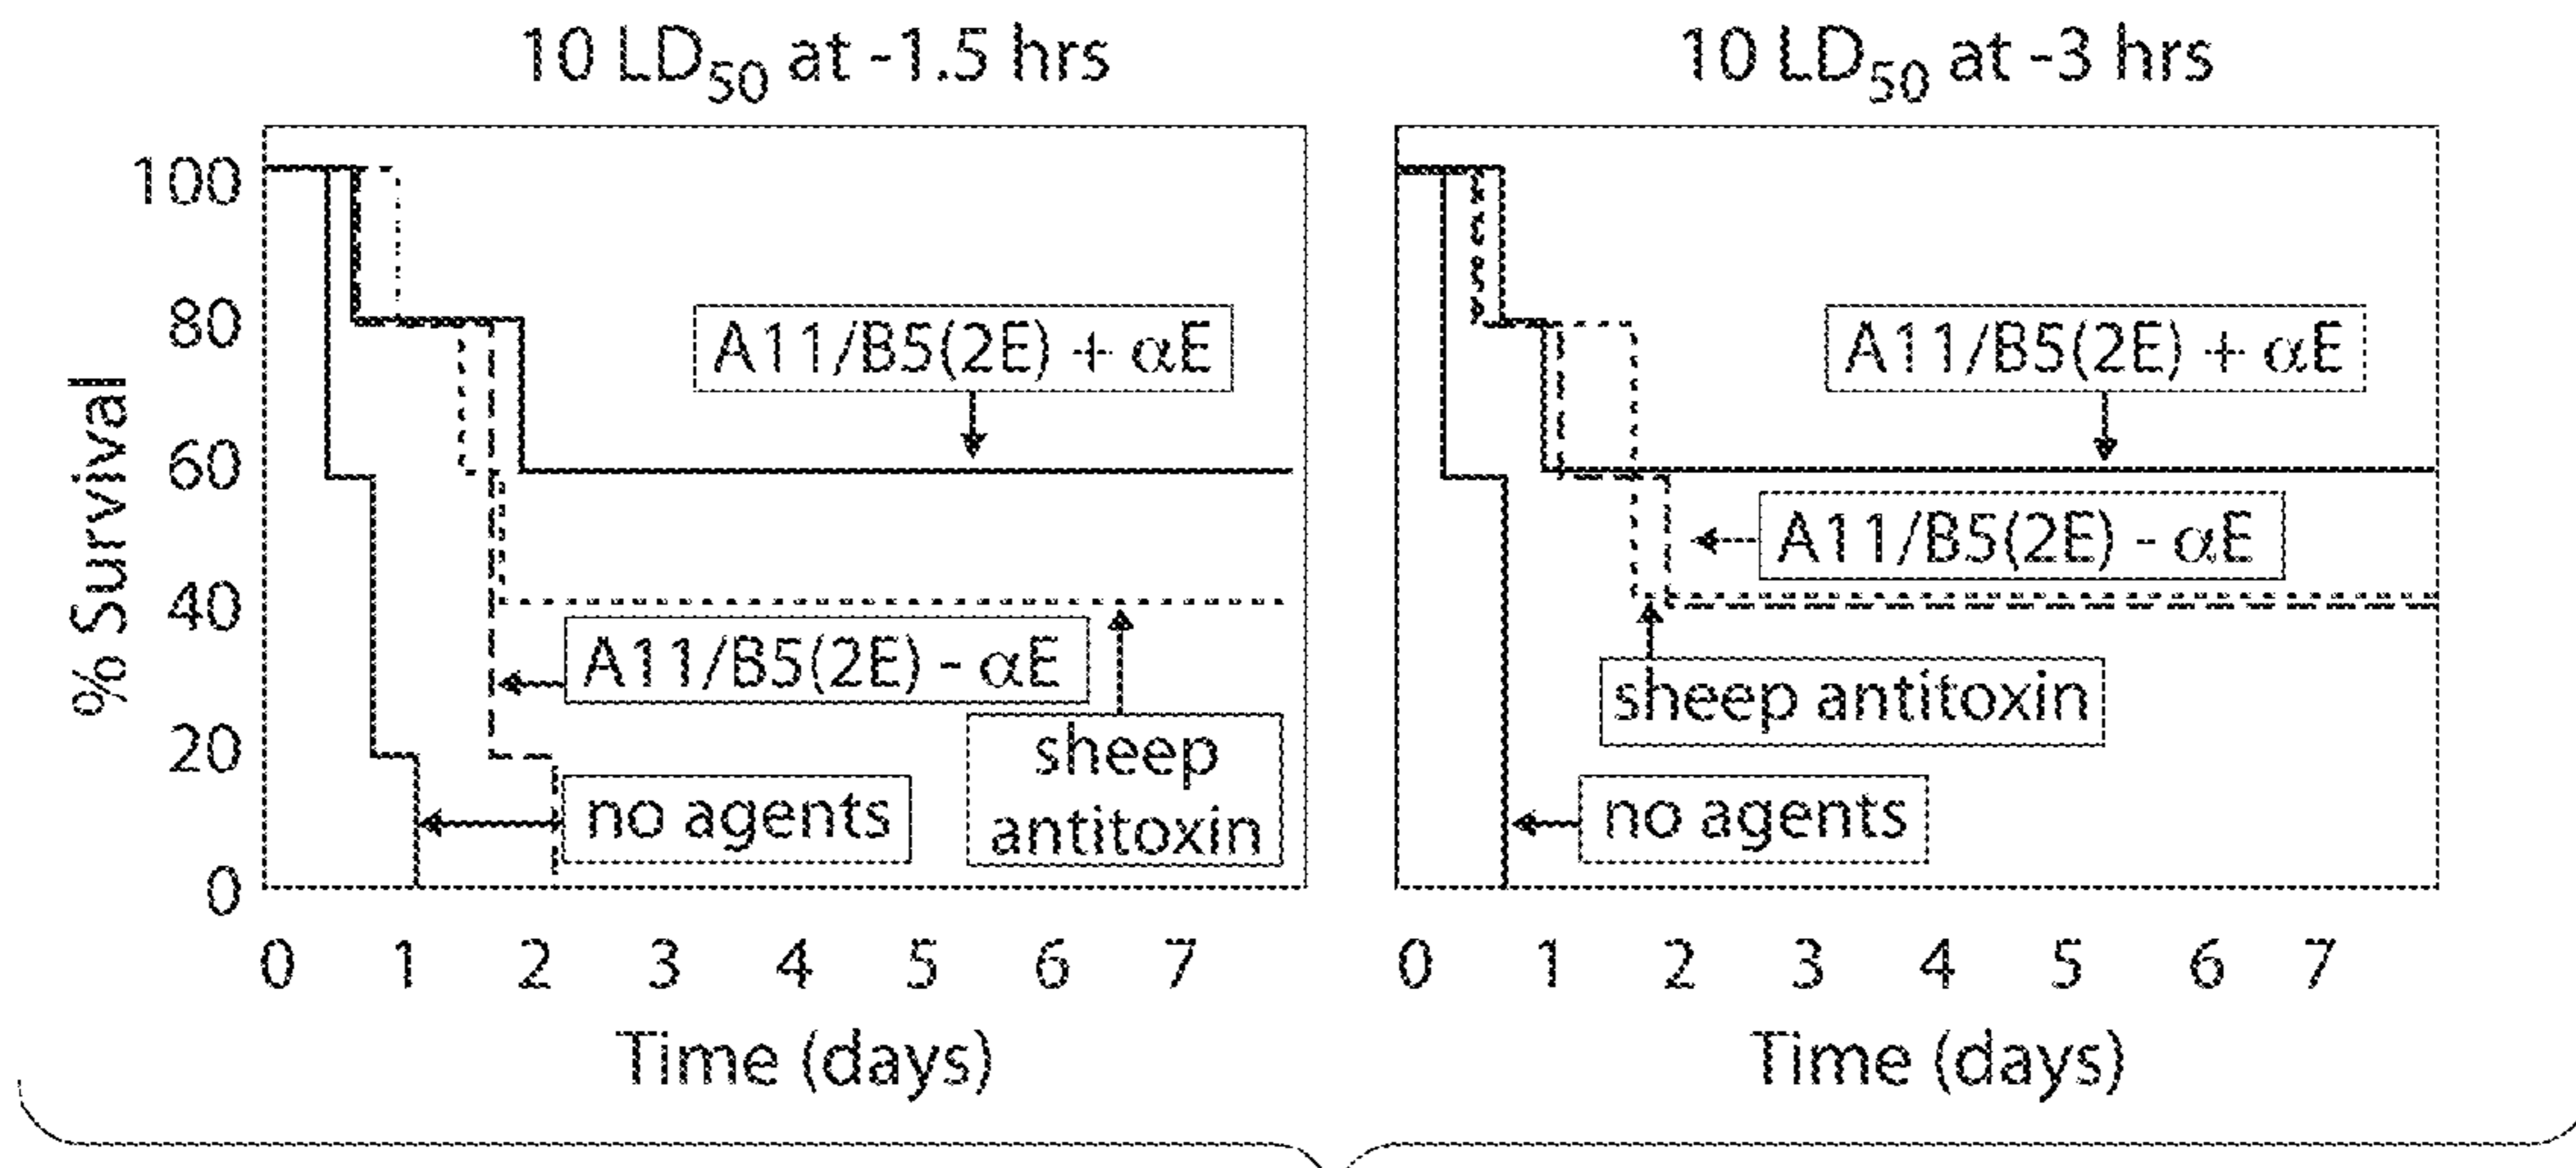 10 LD50 at -1.5 hrs
% Survival
100
80
60
40
20
0
A11/B5(2E) + αE
A11/B5(2E) - αE
sheep
antitoxin
no agents
0 1 2 3 4 5 6 7
Time (days)
10 LD50 at -3 hrs
A11/B5(2E) + αE
A11/B5(2E) - αE
sheep antitoxin
no agents
0 1 2 3 4 5 6 7
Time (days)